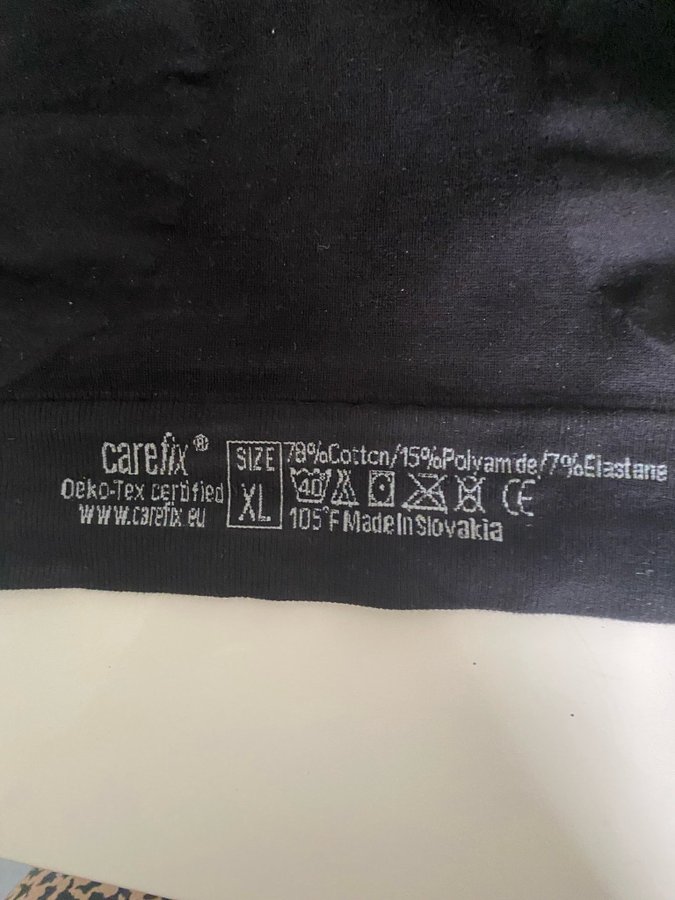 carefix®
Oeko-Tex certified
www.carefix.eu
SIZE
XL
78%Cotton/15%Polyamide/7%Elastane
40 CE
105°F Made In Slovakia